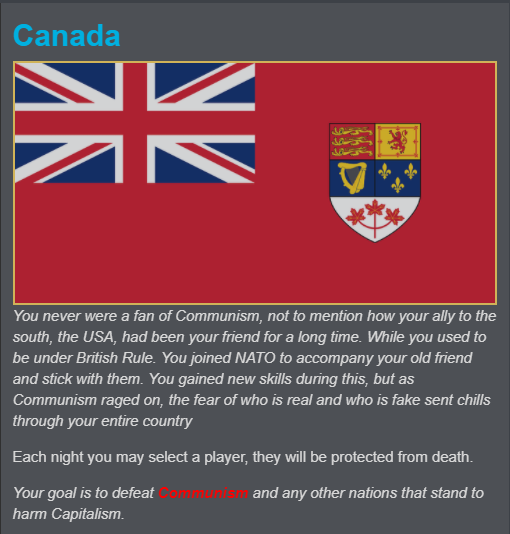 Canada
You never were a fan of Communism, not to mention how your ally to the
south, the USA, had been your friend for a long time. While you used to
be under British Rule. You joined NATO to accompany your old friend
and stick with them. You gained new skills during this, but as
Communism raged on, the fear of who is real and who is fake sent chills
through your entire country
Each night you may select a player, they will be protected from death.
Your goal is to defeat Communism and any other nations that stand to
harm Capitalism.